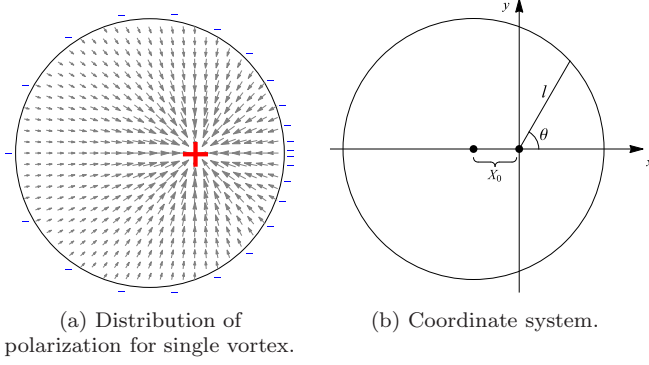 y
l
θ
x
X₀
(a) Distribution of
polarization for single vortex.
(b) Coordinate system.